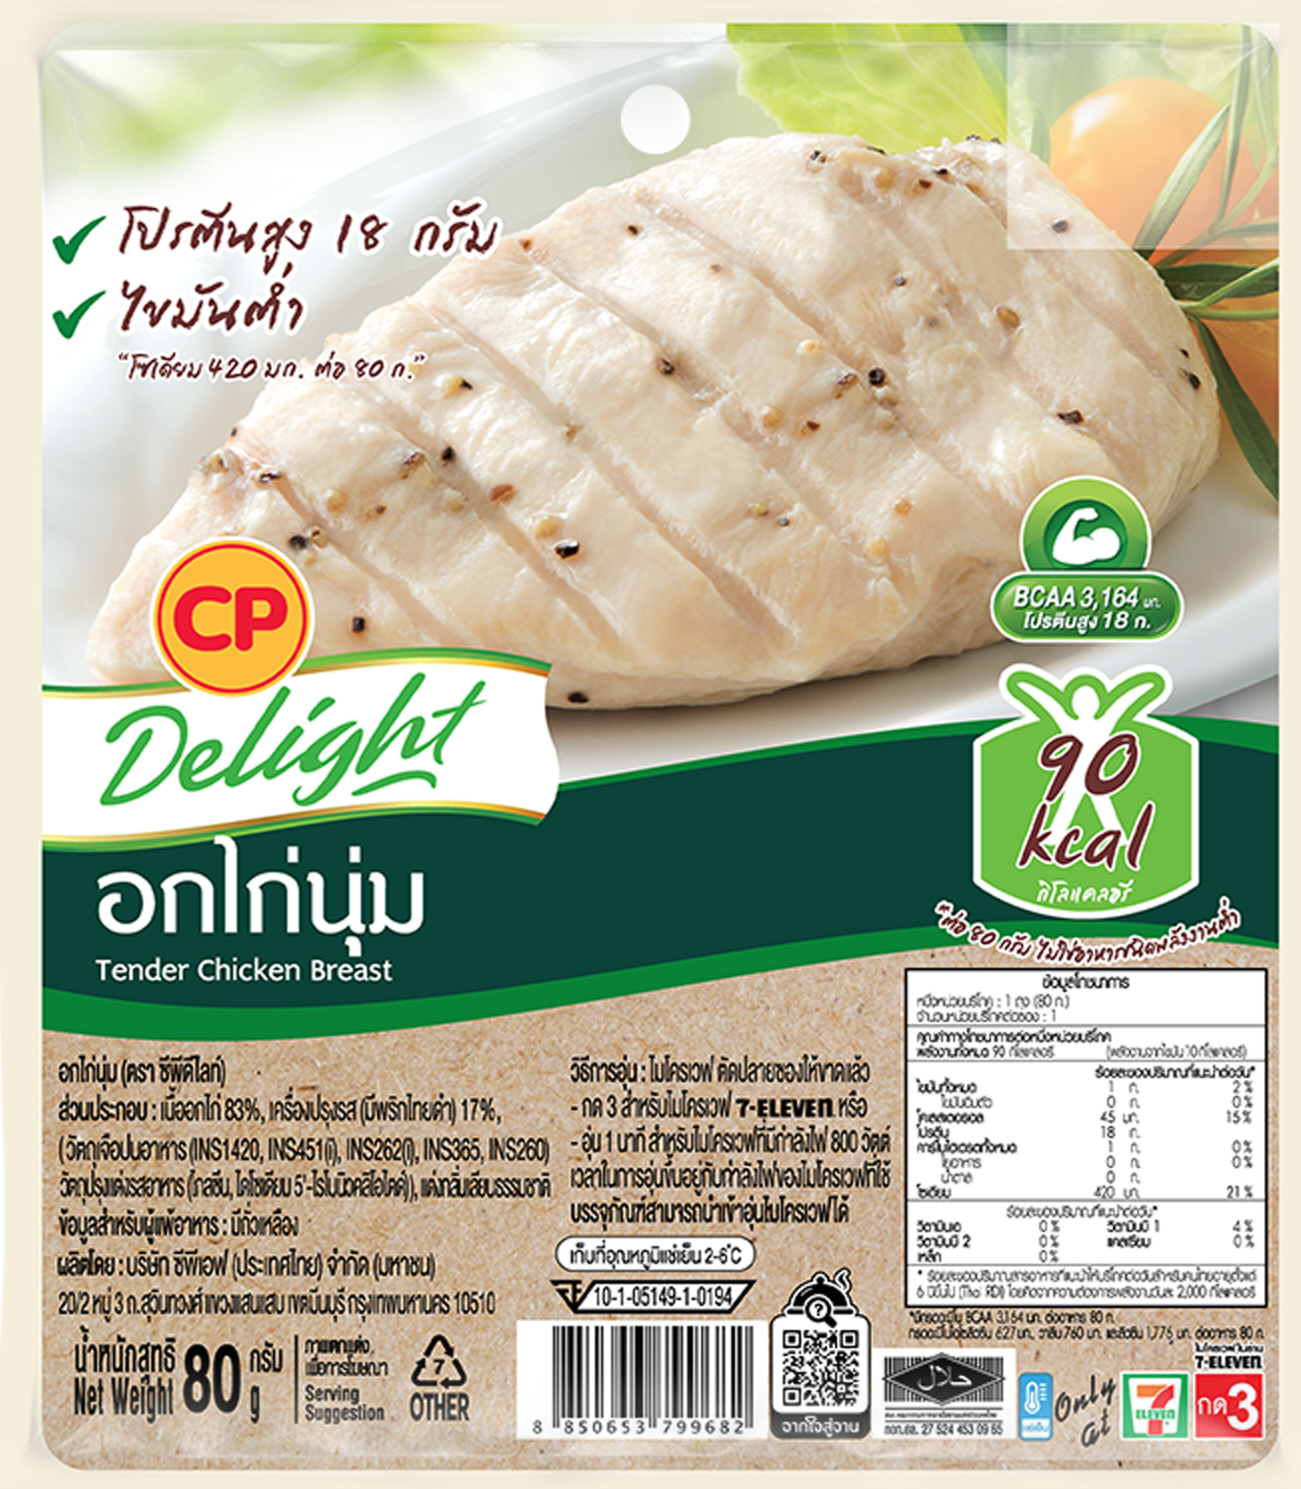 โปรตีนสูง 18 กรัม
ไขมันต่ำ
"โซเดียม 420 มก. ต่อ 80 ก."
BCAA 3,164 มก.
โปรตีนสูง 18 ก.
CP
Delight
90
kcal
กิโลแคลอรี
"ต่อ 80 กรัม ไม่ใช่อาหารชนิดพลังงานต่ำ
อกไก่นุ่ม
Tender Chicken Breast
อกไก่นุ่ม (ตรา ซีพีดีไลท์)
ส่วนประกอบ : เนื้ออกไก่ 83%, เครื่องปรุงรส (มีพริกไทยดำ) 17%,
(วัตถุเจือปนอาหาร (INS1420, INS451(i), INS262(i), INS365, INS260)
วัตถุปรุงแต่งรสอาหาร (ไกลซีน, ไดโซเดียม 5'-ไรโบนิวคลีโอไตด์)), แต่งกลิ่นเลียนธรรมชาติ
ข้อมูลสำหรับผู้แพ้อาหาร : มีถั่วเหลือง
ผลิตโดย : บริษัท ซีพีเอฟ (ประเทศไทย) จำกัด (มหาชน)
20/2 หมู่ 3 ถ.สุวินทวงศ์ แขวงแสนแสบ เขตมีนบุรี กรุงเทพมหานคร 10510
น้ำหนักสุทธิ 80 กรัม
Net Weight g
ภาพตกแต่ง
เพื่อการโฆษณา
Serving
Suggestion
7
OTHER
วิธีการอุ่น : ไมโครเวฟ ตัดปลายซองให้ขาดแล้ว
- กด 3 สำหรับไมโครเวฟ 7-ELEVEn หรือ
- อุ่น 1 นาที สำหรับไมโครเวฟที่มีกำลังไฟ 800 วัตต์
เวลาในการอุ่นขึ้นอยู่กับกำลังไฟของไมโครเวฟที่ใช้
บรรจุภัณฑ์สามารถนำเข้าอุ่นไมโครเวฟได้
เก็บที่อุณหภูมิแช่เย็น 2-6°C
10-1-05149-1-0194
8 850653 799682
จากใจสู่จาน
ข้อมูลโภชนาการ
หนึ่งหน่วยบริโภค : 1 ถุง (80 ก.)
จำนวนหน่วยบริโภคต่อซอง : 1
คุณค่าทางโภชนาการต่อหนึ่งหน่วยบริโภค
พลังงานทั้งหมด 90 กิโลแคลอรี (พลังงานจากไขมัน 10 กิโลแคลอรี)
ร้อยละของปริมาณที่แนะนำต่อวัน*
ไขมันทั้งหมด 1 ก. 2%
ไขมันอิ่มตัว 0 ก. 0%
โคเลสเตอรอล 45 มก. 15%
โปรตีน 18 ก.
คาร์โบไฮเดรตทั้งหมด 1 ก. 0%
ใยอาหาร 0 ก. 0%
น้ำตาล 0 ก.
โซเดียม 420 มก. 21%
ร้อยละของปริมาณที่แนะนำต่อวัน*
วิตามินเอ 0% วิตามินบี 1 4%
วิตามินบี 2 0% แคลเซียม 0%
เหล็ก 0%
* ร้อยละของปริมาณสารอาหารที่แนะนำให้บริโภคต่อวันสำหรับคนไทยอายุตั้งแต่
6 ปีขึ้นไป (Thai RDI) โดยคิดจากความต้องการพลังงานวันละ 2,000 กิโลแคลอรี
BCAA 3,164 มก. ต่ออาหาร 80 ก.
กรดอะมิโนไอโซลิวซีน 627 มก., วาลีน 760 มก. และลิวซีน 1,776 มก. ต่ออาหาร 80 ก.
حلال
กอท.ฮล. 27 524 453 09 65
แช่เย็น
Only
at
7
ELEVEn
7-ELEVEn
กด 3